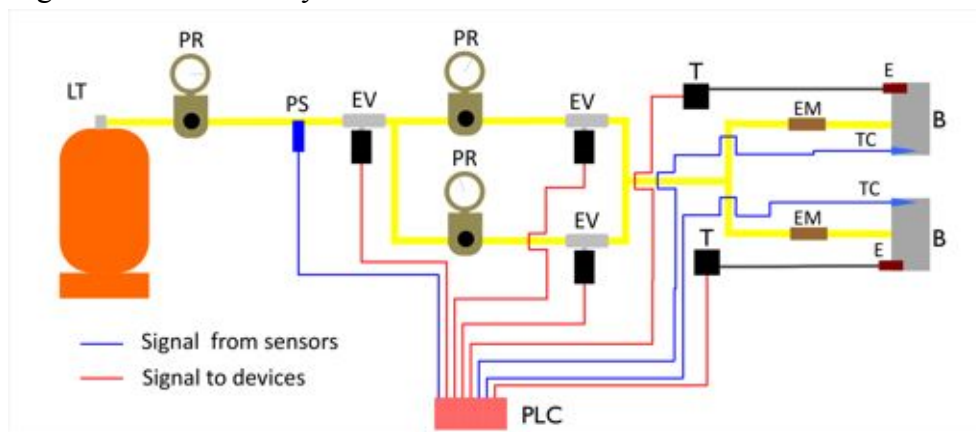 PR
PR
T
E
LT
PS
EV
EV
EM
B
TC
PR
TC
EV
EM
T
B
E
Signal from sensors
Signal to devices
PLC